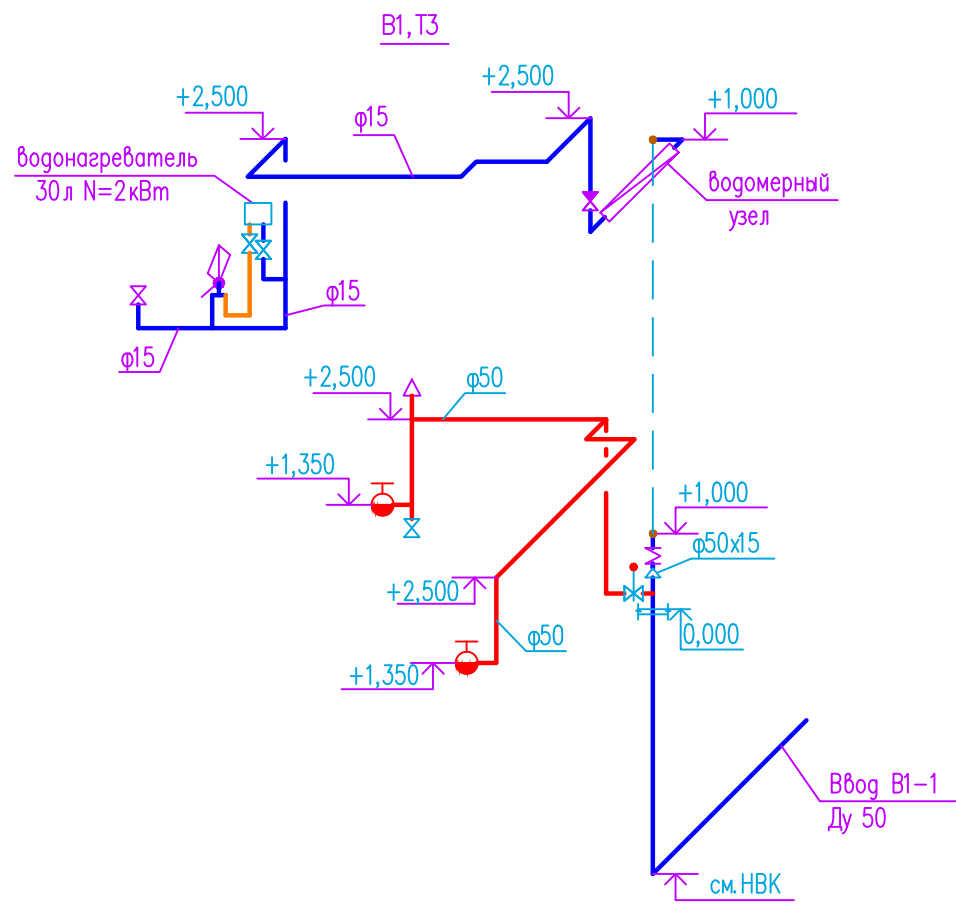 В1,Т3
+2,500
+2,500
+1,000
φ15
водонагреватель
30л N=2кВт
водомерный
узел
φ15
φ15
+2,500
φ50
+1,350
+1,000
φ50х15
+2,500
0,000
φ50
+1,350
Ввод В1-1
Ду 50
см.НВК